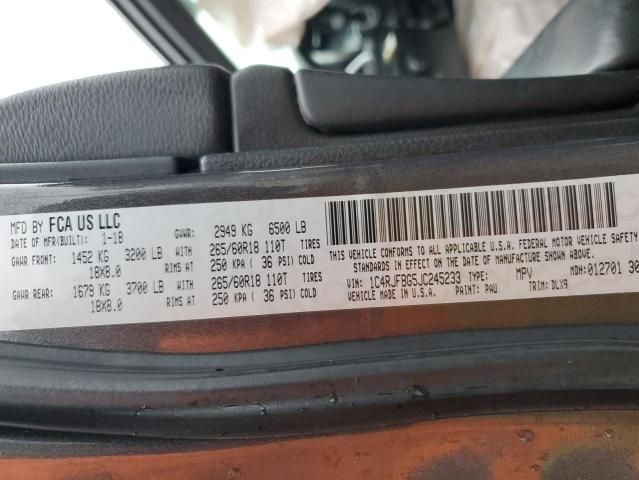 MFD BY FCA US LLC
DATE OF MFR(BUILT): 1-18 GVWR: 2949 KG 6500 LB
GAWR FRONT: 1452 KG 3200 LB WITH 265/60R18 110T TIRES
18X8.0 RIMS AT 250 KPA ( 36 PSI) COLD
GAWR REAR: 1679 KG 3700 LB WITH 265/60R18 110T TIRES
18X8.0 RIMS AT 250 KPA ( 36 PSI) COLD
THIS VEHICLE CONFORMS TO ALL APPLICABLE U.S.A. FEDERAL MOTOR VEHICLE SAFETY
STANDARDS IN EFFECT ON THE DATE OF MANUFACTURE SHOWN ABOVE.
VIN: 1C4RJFBG5JC245233 TYPE: MPV MDH: 012701 30
VEHICLE MADE IN U.S.A. PAINT: PAU TRIM: DLX9